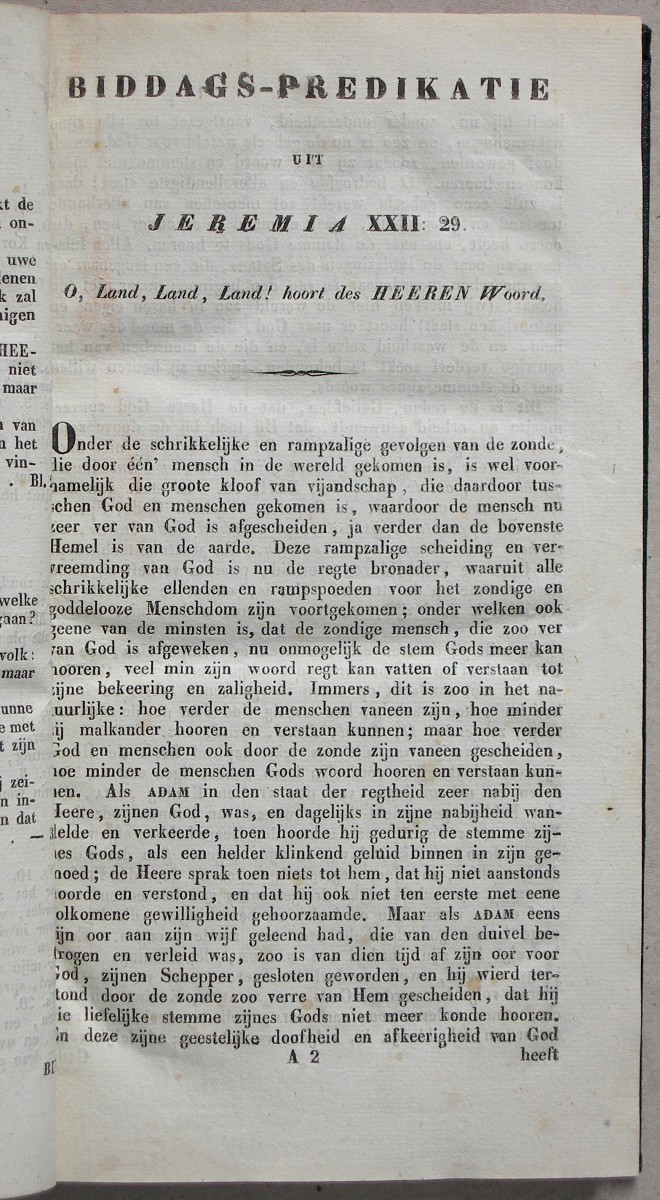 BIDDAGS-PREDIKATIE
UIT
JEREMIA XXII: 29.
O, Land, Land, Land! hoort des HEEREN Woord.
Onder de schrikkelijke en rampzalige gevolgen van de zonde,
die door één' mensch in de wereld gekomen is, is wel voor-
namelijk die groote kloof van vijandschap, die daardoor tus-
schen God en menschen gekomen is, waardoor de mensch nu
zeer ver van God is afgescheiden, ja verder dan de bovenste
Hemel is van de aarde. Deze rampzalige scheiding en ver-
vreemding van God is nu de regte bronader, waaruit alle
schrikkelijke ellenden en rampspoeden voor het zondige en
goddelooze Menschdom zijn voortgekomen; onder welken ook
geene van de minsten is, dat de zondige mensch, die zoo ver
van God is afgeweken, nu onmogelijk de stem Gods meer kan
hooren, veel min zijn woord regt kan vatten of verstaan tot
zijne bekeering en zaligheid. Immers, dit is zoo in het na-
tuurlijke: hoe verder de menschen vaneen zijn, hoe minder
zij malkander hooren en verstaan kunnen; maar hoe verder
God en menschen ook door de zonde zijn vaneen gescheiden,
hoe minder de menschen Gods woord hooren en verstaan kun-
nen. Als ADAM in den staat der regtheid zeer nabij den
Heere, zijnen God, was, en dagelijks in zijne nabijheid wan-
delde en verkeerde, toen hoorde hij gedurig de stemme zij-
nes Gods, als een helder klinkend geluid binnen in zijn ge-
moed; de Heere sprak toen niets tot hem, dat hij niet aanstonds
hoorde en verstond, en dat hij ook niet ten eerste met eene
volkomene gewilligheid gehoorzaamde. Maar als ADAM eens
zijn oor aan zijn wijf geleend had, die van den duivel be-
drogen en verleid was, zoo is van dien tijd af zijn oor voor
God, zijnen Schepper, gesloten geworden, en hij wierd ter-
stond door de zonde zoo verre van Hem gescheiden, dat hij
die liefelijke stemme zijnes Gods niet meer konde hooren.
In deze zijne geestelijke doofheid en afkeerigheid van God
A 2 heeft